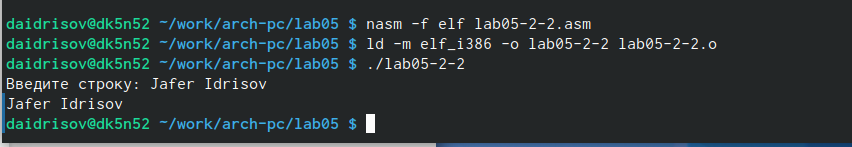 daidrisov@dk5n52 ~/work/arch-pc/lab05 $ nasm -f elf lab05-2-2.asm
daidrisov@dk5n52 ~/work/arch-pc/lab05 $ ld -m elf_i386 -o lab05-2-2 lab05-2-2.o
daidrisov@dk5n52 ~/work/arch-pc/lab05 $ ./lab05-2-2
Введите строку: Jafer Idrisov
Jafer Idrisov
daidrisov@dk5n52 ~/work/arch-pc/lab05 $